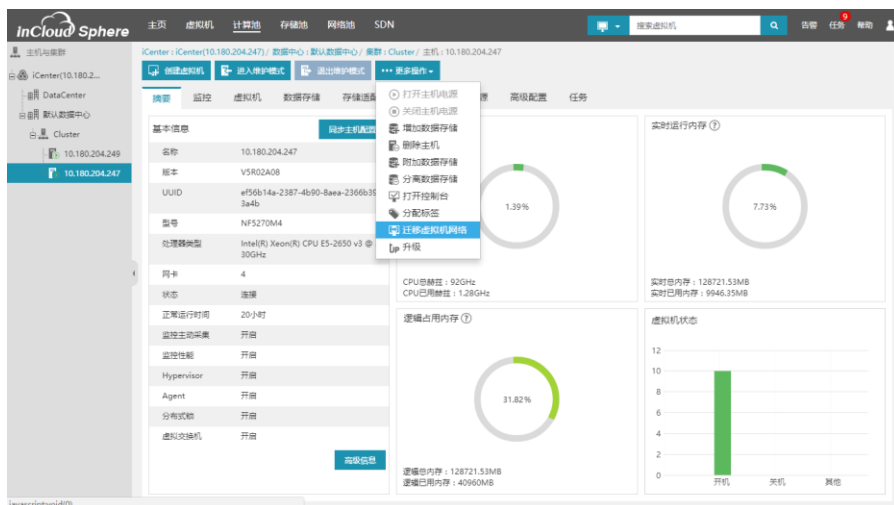 inCloud Sphere
主页 虚拟机 计算池 存储池 网络池 SDN
搜索虚拟机
告警 任务 9 帮助
主机与集群
iCenter(10.180.2...
DataCenter
默认数据中心
Cluster
10.180.204.249
10.180.204.247
iCenter : iCenter(10.180.204.247) / 数据中心 : 默认数据中心 / 集群 : Cluster / 主机 : 10.180.204.247
创建虚拟机 进入维护模式 退出维护模式 ••• 更多操作
摘要 监控 虚拟机 数据存储 存储适配 高级配置 任务
打开主机电源
关闭主机电源
增加数据存储
删除主机
附加数据存储
分离数据存储
打开控制台
分配标签
迁移虚拟机网络
升级
基本信息 同步主机配置
名称 10.180.204.247
版本 V5R02A08
UUID ef56b14a-2387-4b90-8aea-2366b39
3a4b
型号 NF5270M4
处理器类型 Intel(R) Xeon(R) CPU E5-2650 v3 @
30GHz
网卡 4
状态 连接
正常运行时间 20小时
监控主动采集 开启
监控性能 开启
Hypervisor 开启
Agent 开启
分布式锁 开启
虚拟交换机 开启
高级信息
1.39%
CPU总赫兹 : 92GHz
CPU已用赫兹 : 1.28GHz
实时运行内存 ?
7.73%
实时总内存 : 128721.53MB
实时已用内存 : 9946.35MB
逻辑占用内存 ?
31.82%
逻辑总内存 : 128721.53MB
逻辑已用内存 : 40960MB
虚拟机状态
12
10
8
6
4
2
0
开机 关机 其他
javascript:void(0)